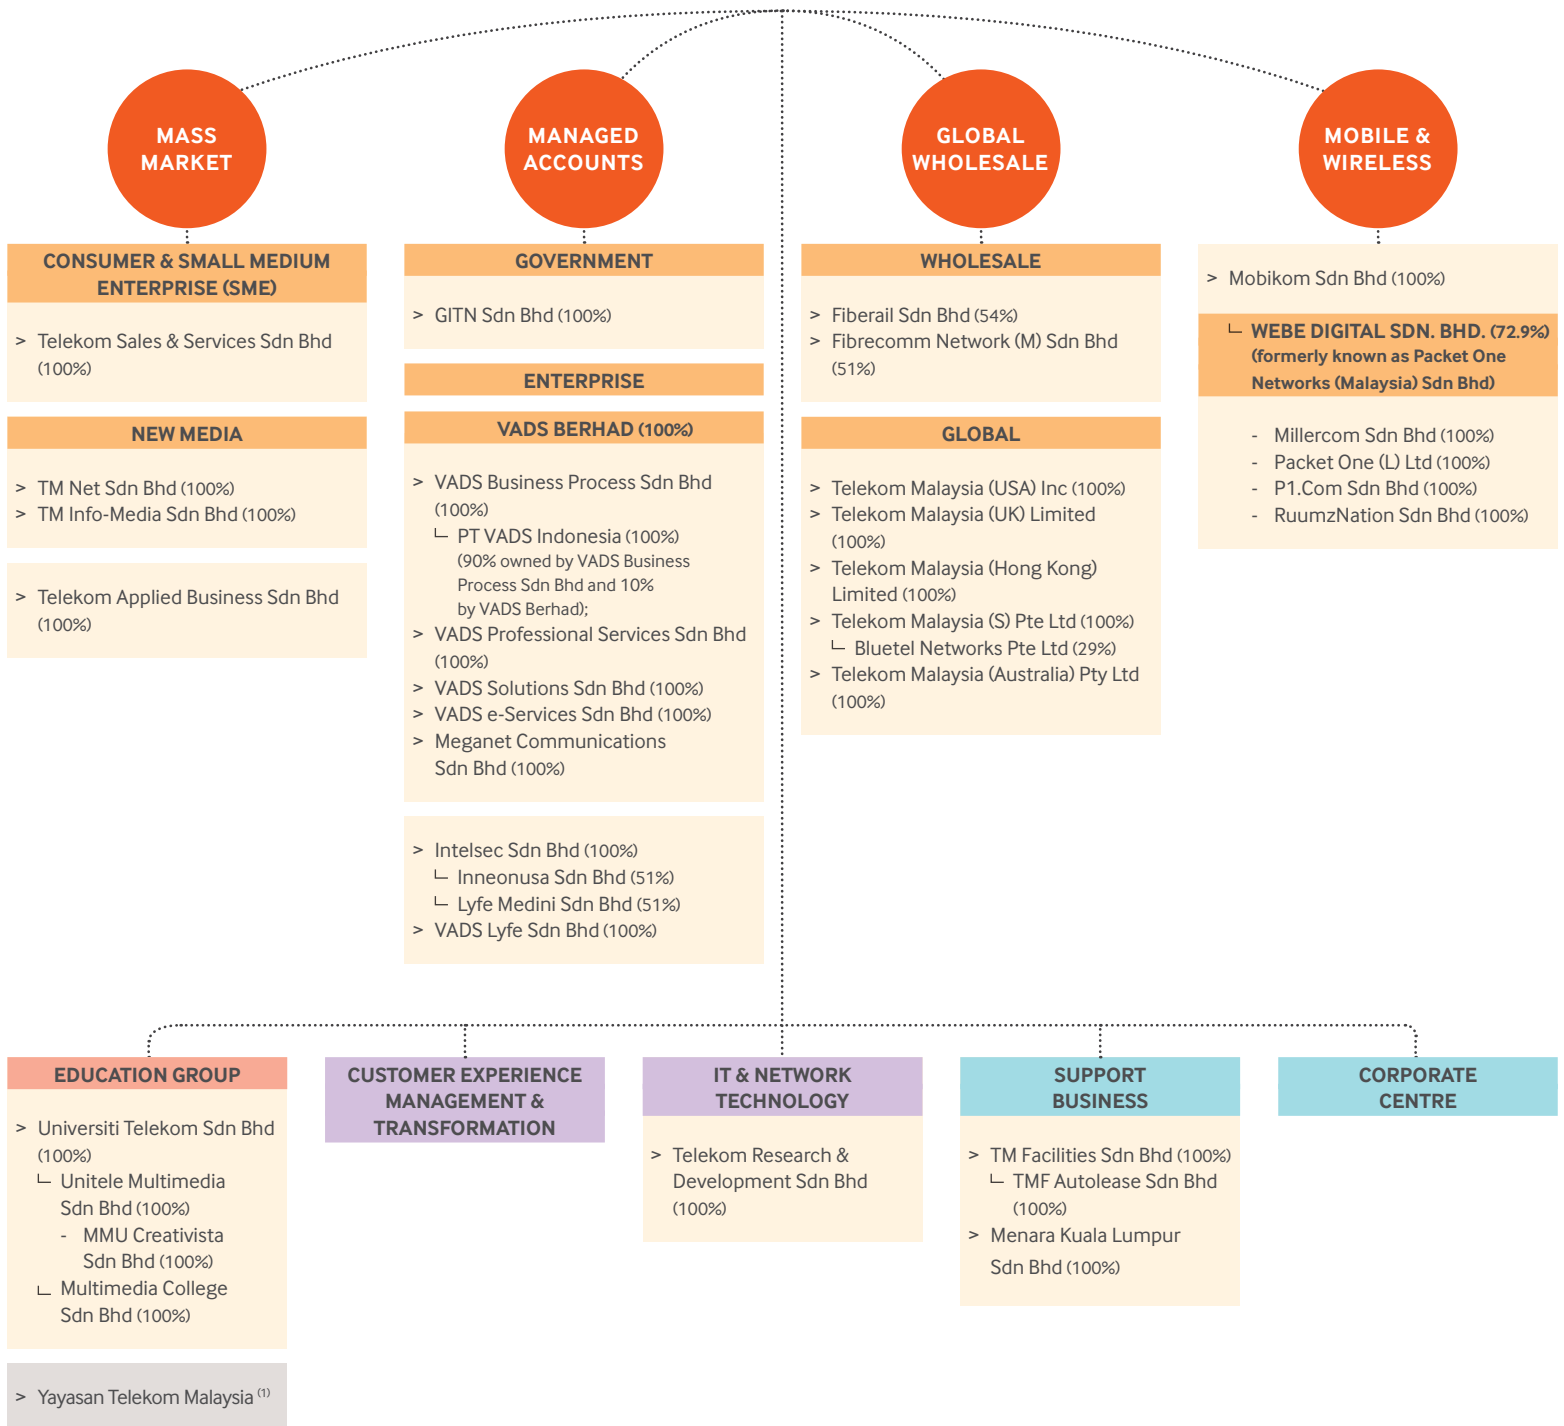 MASS
MARKET
CONSUMER & SMALL MEDIUM
ENTERPRISE (SME)
> Telekom Sales & Services Sdn Bhd
(100%)
NEW MEDIA
> TM Net Sdn Bhd (100%)
> TM Info-Media Sdn Bhd (100%)
> Telekom Applied Business Sdn Bhd
(100%)
MANAGED
ACCOUNTS
GOVERNMENT
> GITN Sdn Bhd (100%)
ENTERPRISE
VADS BERHAD (100%)
> VADS Business Process Sdn Bhd
(100%)
PT VADS Indonesia (100%)
(90% owned by VADS Business
Process Sdn Bhd and 10%
by VADS Berhad);
> VADS Professional Services Sdn Bhd
(100%)
> VADS Solutions Sdn Bhd (100%)
> VADS e-Services Sdn Bhd (100%)
> Meganet Communications
Sdn Bhd (100%)
> Intelsec Sdn Bhd (100%)
Inneonusa Sdn Bhd (51%)
Lyfe Medini Sdn Bhd (51%)
> VADS Lyfe Sdn Bhd (100%)
GLOBAL
WHOLESALE
WHOLESALE
> Fiberail Sdn Bhd (54%)
> Fibrecomm Network (M) Sdn Bhd
(51%)
GLOBAL
> Telekom Malaysia (USA) Inc (100%)
> Telekom Malaysia (UK) Limited
(100%)
> Telekom Malaysia (Hong Kong)
Limited (100%)
> Telekom Malaysia (S) Pte Ltd (100%)
Bluetel Networks Pte Ltd (29%)
> Telekom Malaysia (Australia) Pty Ltd
(100%)
MOBILE &
WIRELESS
> Mobikom Sdn Bhd (100%)
WEBE DIGITAL SDN. BHD. (72.9%)
(formerly known as Packet One
Networks (Malaysia) Sdn Bhd)
- Millercom Sdn Bhd (100%)
- Packet One (L) Ltd (100%)
- P1.Com Sdn Bhd (100%)
- RuumzNation Sdn Bhd (100%)
EDUCATION GROUP
> Universiti Telekom Sdn Bhd
(100%)
Unitele Multimedia
Sdn Bhd (100%)
- MMU Creativista
Sdn Bhd (100%)
Multimedia College
Sdn Bhd (100%)
> Yayasan Telekom Malaysia (1)
CUSTOMER EXPERIENCE
MANAGEMENT &
TRANSFORMATION
IT & NETWORK
TECHNOLOGY
> Telekom Research &
Development Sdn Bhd
(100%)
SUPPORT
BUSINESS
> TM Facilities Sdn Bhd (100%)
TMF Autolease Sdn Bhd
(100%)
> Menara Kuala Lumpur
Sdn Bhd (100%)
CORPORATE
CENTRE